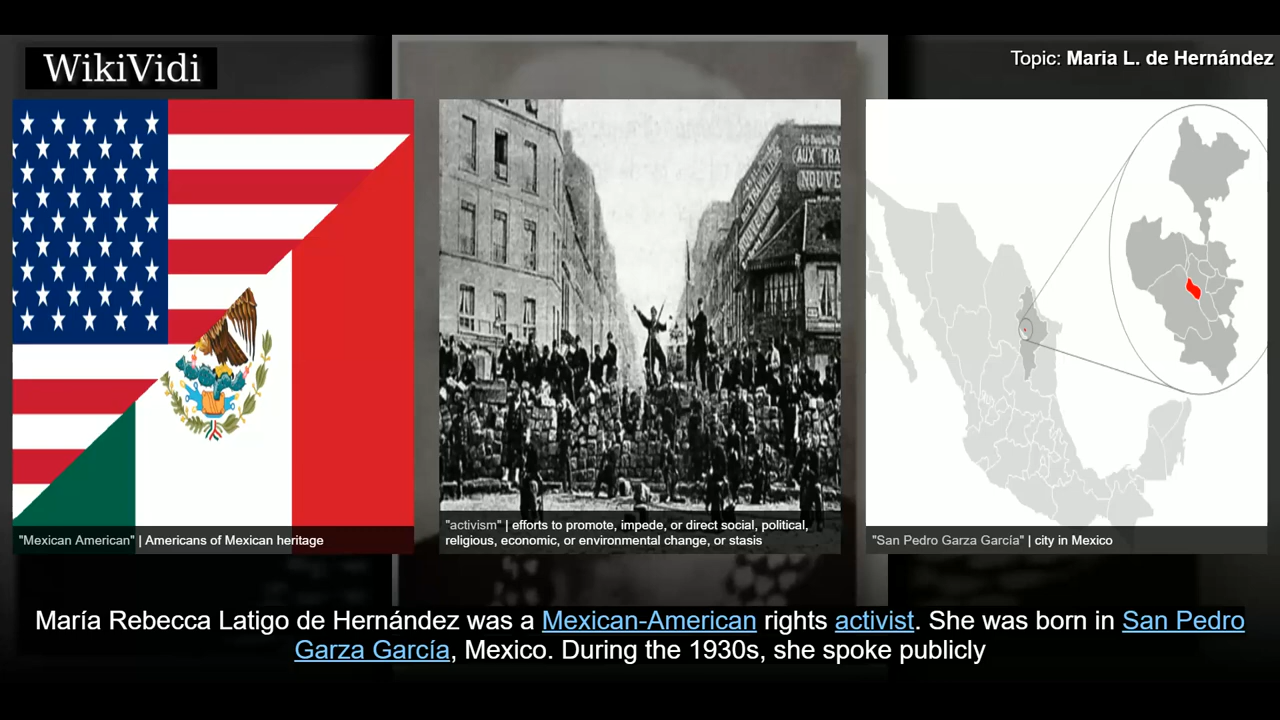 WikiVidi
Topic: Maria L. de Hernández
AUX TRA
NOUVE
"Mexican American" | Americans of Mexican heritage
"activism" | efforts to promote, impede, or direct social, political,
religious, economic, or environmental change, or stasis
"San Pedro Garza García" | city in Mexico
María Rebecca Latigo de Hernández was a Mexican-American rights activist. She was born in San Pedro
Garza García, Mexico. During the 1930s, she spoke publicly